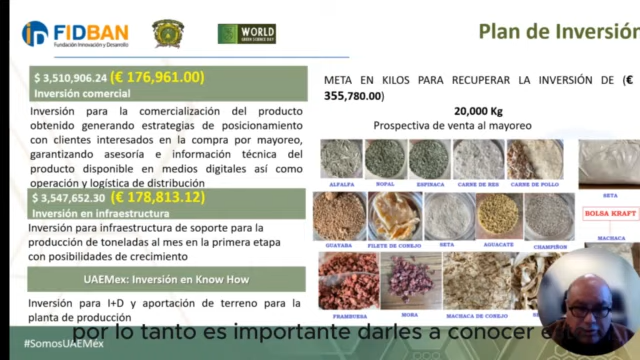 FIDBAN
Fundación Innovación y Desarrollo
WORLD
GREEN SCIENCE DAY
Plan de Inversión
$ 3,510,906.24 (€ 176,961.00)
Inversión comercial
Inversión para la comercialización del producto
obtenido generando estrategias de posicionamiento
con clientes interesados en la compra por mayoreo,
garantizando asesoría e información técnica del
producto disponible en medios digitales así como
operación y logística de distribución
$ 3,547,652.30 (€ 178,813.12)
Inversión en infraestructura
Inversión para infraestructura de soporte para la
producción de toneladas al mes en la primera etapa
con posibilidades de crecimiento
UAEMex: Inversión en Know How
Inversión para I+D y aportación de terreno para la
planta de producción
META EN KILOS PARA RECUPERAR LA INVERSIÓN DE (€
355,780.00)
20,000 Kg
Prospectiva de venta al mayoreo
ALFALFA NOPAL ESPINACA CARNE DE RES CARNE DE POLLO
SETA
GUAYABA FILETE DE CONEJO SETA AGUACATE CHAMPIÑON
BOLSA KRAFT
MACHACA
FRAMBUESA MORA MACHACA DE CONEJO
por lo tanto es importante darles a conocer
#SomosUAEMéx